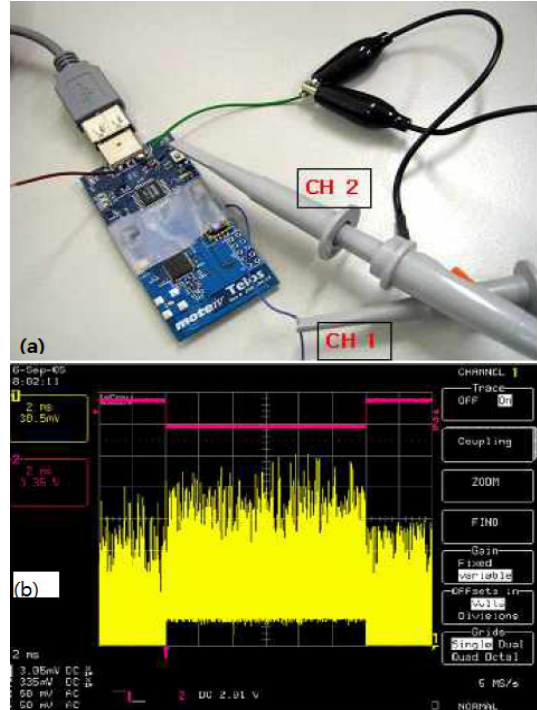 CH 2
moteiv Telos
CH 1
(a)
6-Sep-05
8:02:11
CHANNEL 1
1
2 ms
30.5mV
Trace
OFF On
Coupling
2
2 ms
3.35 V
ZOOM
FIND
Gain
Fixed
variable
(b)
OFFsets in
Volts
Divisions
Grids
Single Dual
Quad Octal
1
2 ms
3.05mV DC
335mV DC
50 mV AC
50 mV AC
2 DC 2.01 V
NORMAL